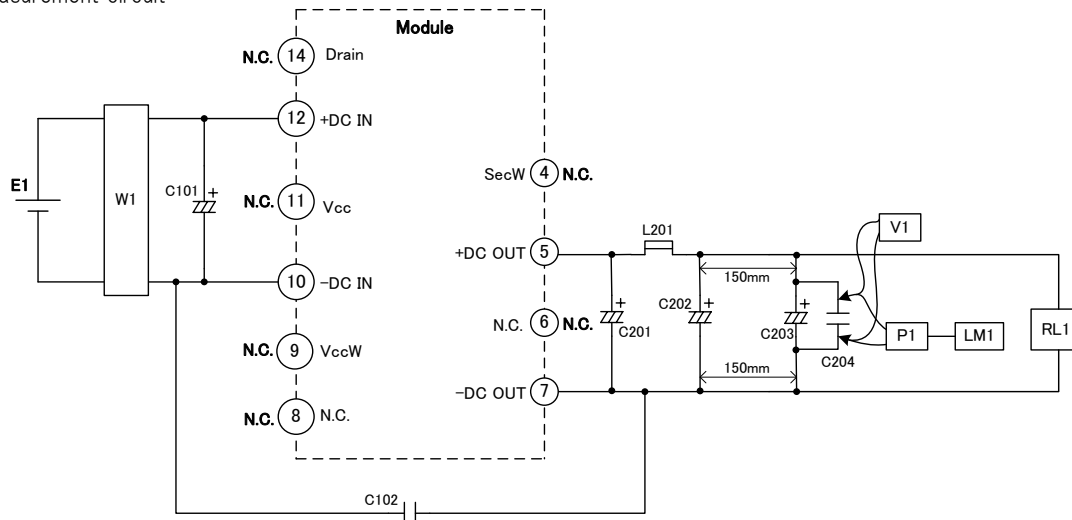 Measurement circuit
Module
N.C. 14 Drain
12 +DC IN
E1
W1
C101 +
N.C. 11 Vcc
10 -DC IN
N.C. 9 VccW
N.C. 8 N.C.
SecW 4 N.C.
+DC OUT 5
L201
N.C. 6 N.C.
-DC OUT 7
+
C201
C202 +
150mm
150mm
+
C203
C204
V1
P1
LM1
RL1
C102